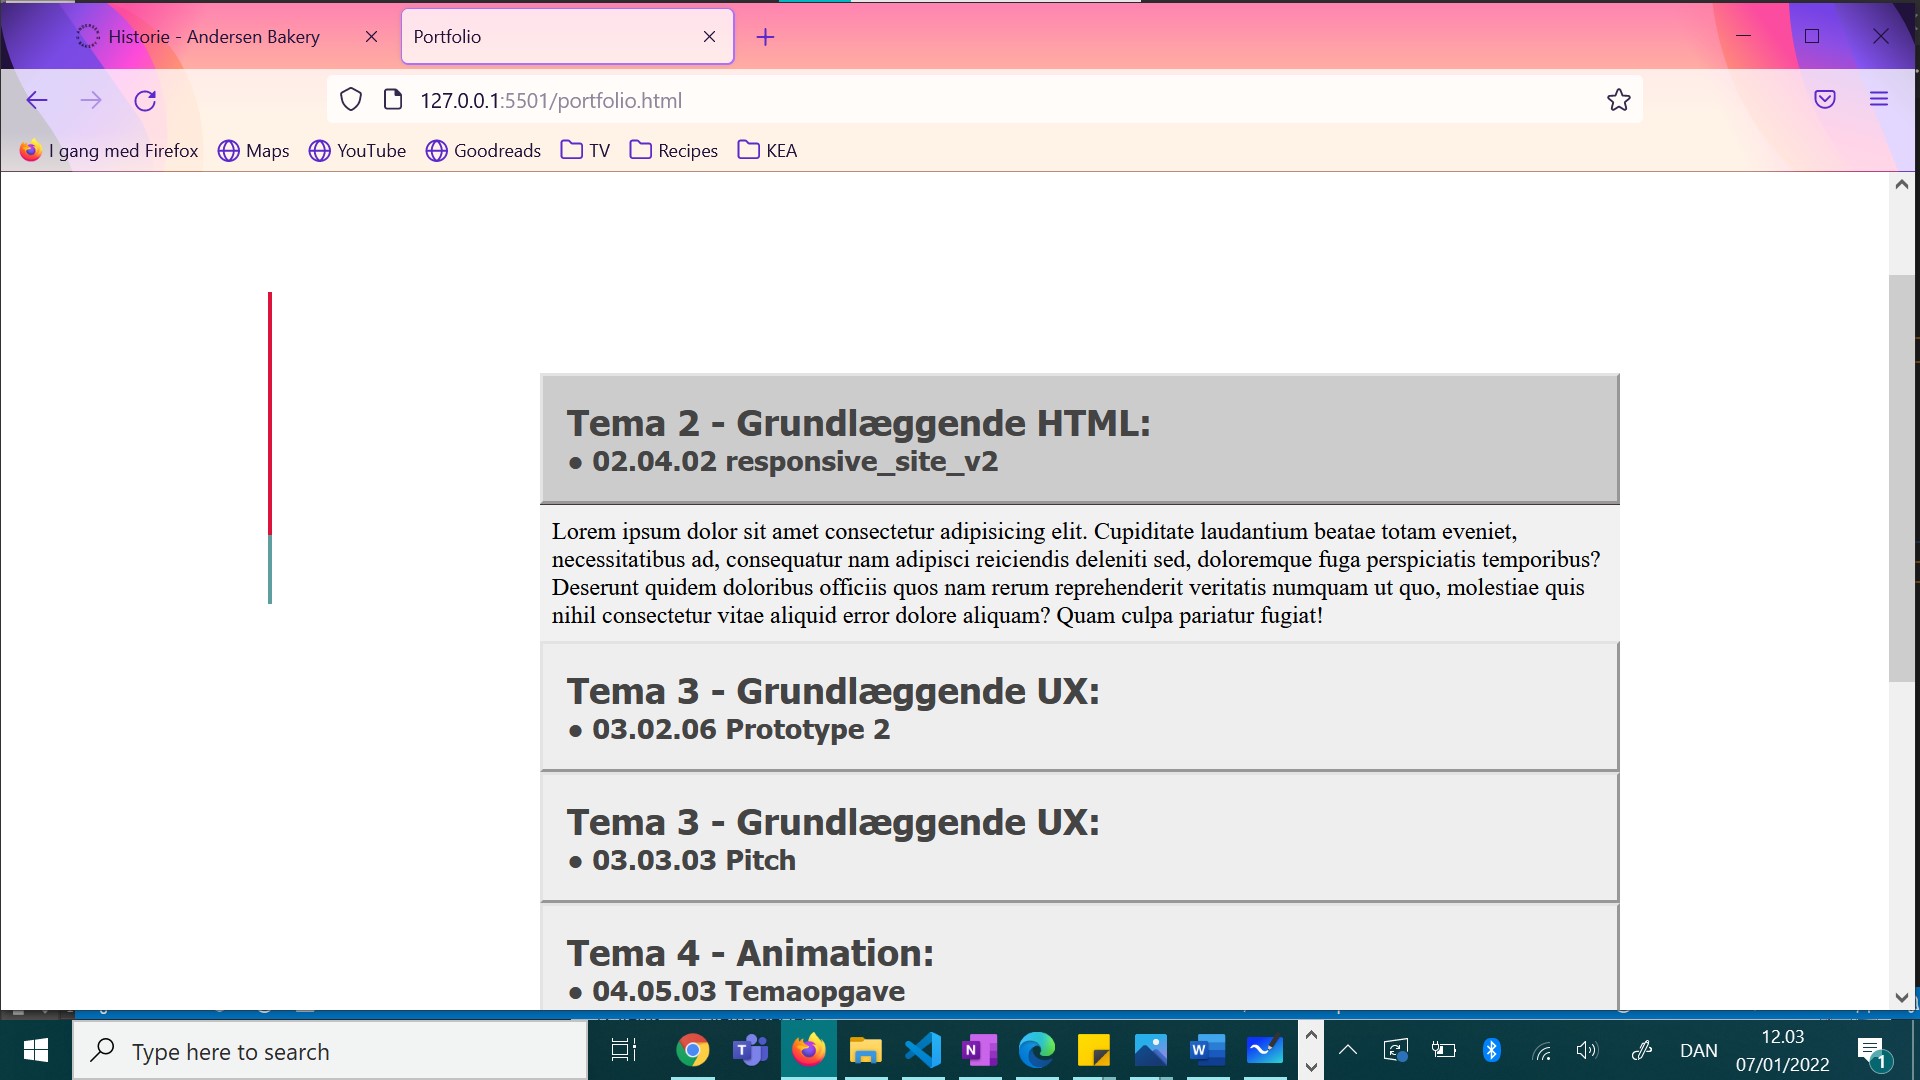 Historie - Andersen Bakery
Portfolio
127.0.0.1:5501/portfolio.html
I gang med Firefox Maps YouTube Goodreads TV Recipes KEA
Tema 2 - Grundlæggende HTML:
● 02.04.02 responsive_site_v2
Lorem ipsum dolor sit amet consectetur adipisicing elit. Cupiditate laudantium beatae totam eveniet,
necessitatibus ad, consequatur nam adipisci reiciendis deleniti sed, doloremque fuga perspiciatis temporibus?
Deserunt quidem doloribus officiis quos nam rerum reprehenderit veritatis numquam ut quo, molestiae quis
nihil consectetur vitae aliquid error dolore aliquam? Quam culpa pariatur fugiat!
Tema 3 - Grundlæggende UX:
● 03.02.06 Prototype 2
Tema 3 - Grundlæggende UX:
● 03.03.03 Pitch
Tema 4 - Animation:
● 04.05.03 Temaopgave
Type here to search
DAN
12.03
07/01/2022
1